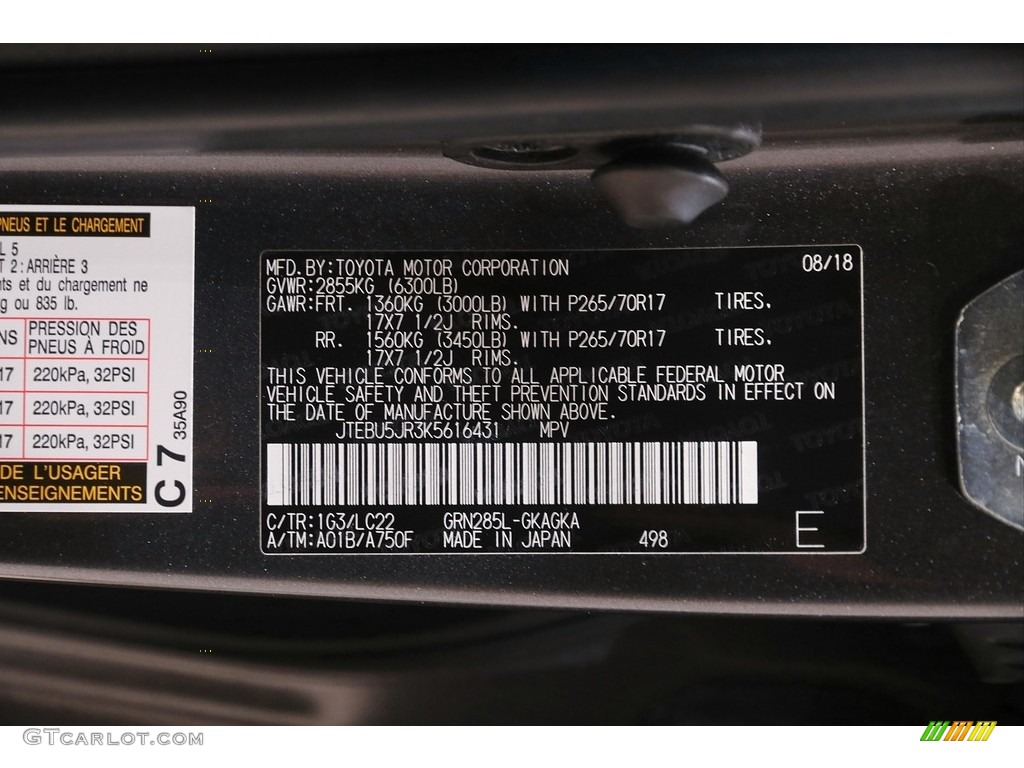 PNEUS ET LE CHARGEMENT
L 5
T 2 : ARRIÈRE 3
nts et du chargement ne
g ou 835 lb.
NS PRESSION DES
PNEUS À FROID
17 220kPa, 32PSI
17 220kPa, 32PSI
17 220kPa, 32PSI
DE L'USAGER
ENSEIGNEMENTS
C 7 35A90
MFD. BY: TOYOTA MOTOR CORPORATION 08/18
GVWR: 2855KG (6300LB)
GAWR: FRT. 1360KG (3000LB) WITH P265/70R17 TIRES.
17X7 1/2J RIMS.
RR. 1560KG (3450LB) WITH P265/70R17 TIRES.
17X7 1/2J RIMS.
THIS VEHICLE CONFORMS TO ALL APPLICABLE FEDERAL MOTOR
VEHICLE SAFETY AND THEFT PREVENTION STANDARDS IN EFFECT ON
THE DATE OF MANUFACTURE SHOWN ABOVE.
JTEBU5JR3K5616431 MPV
C/TR: 1G3/LC22 GRN285L-GKAGKA
A/TM: A01B/A750F MADE IN JAPAN 498 E
GTCARLOT.COM